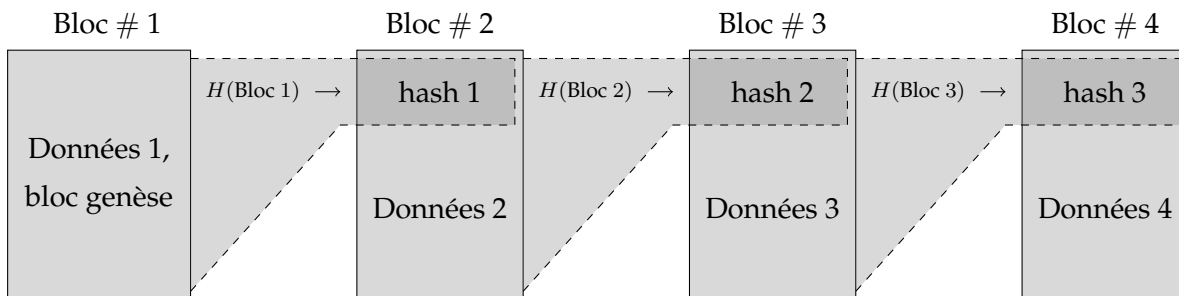 Bloc # 1
Bloc # 2
Bloc # 3
Bloc # 4
H(Bloc 1) →
hash 1
H(Bloc 2) →
hash 2
H(Bloc 3) →
hash 3
Données 1,
bloc genèse
Données 2
Données 3
Données 4